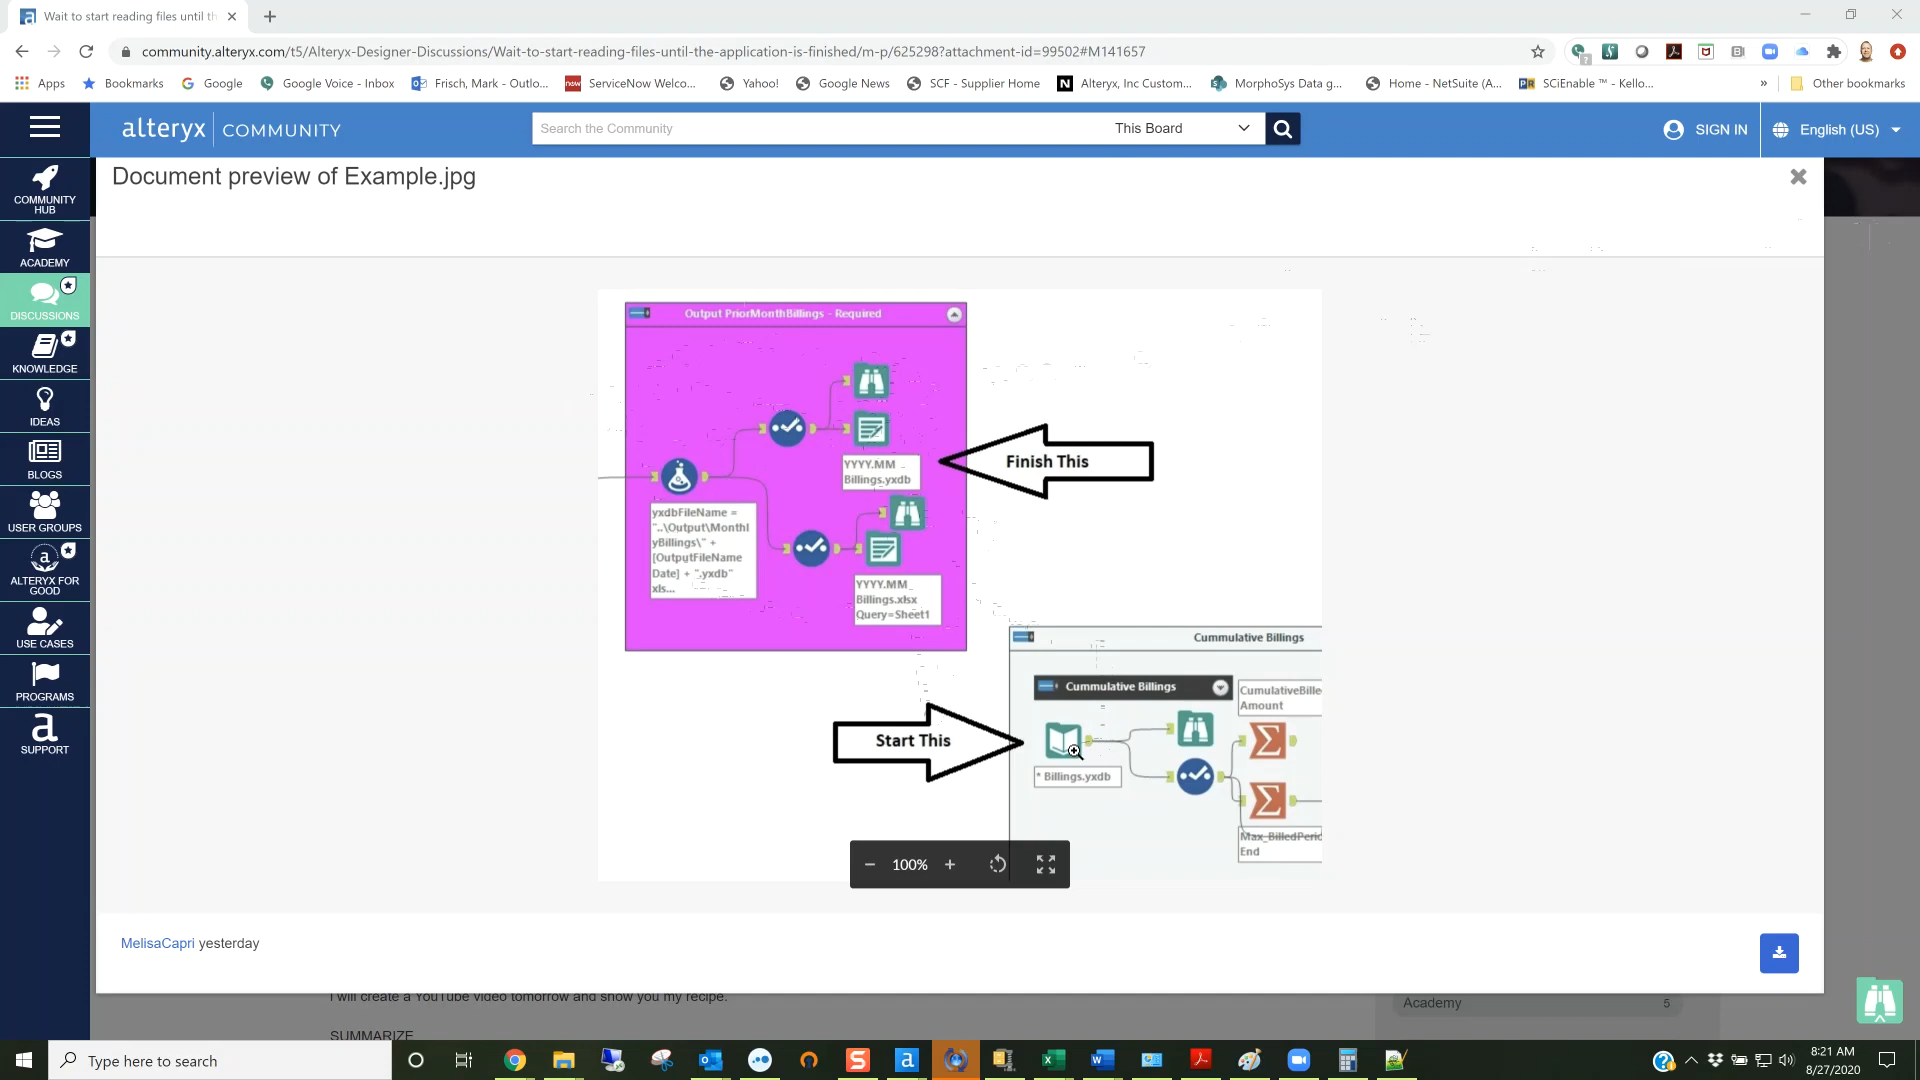 Wait to start reading files until th
community.alteryx.com/t5/Alteryx-Designer-Discussions/Wait-to-start-reading-files-until-the-application-is-finished/m-p/625298?attachment-id=99502#M141657
Apps Bookmarks Google Google Voice - Inbox Frisch, Mark - Outlo... ServiceNow Welco... Yahoo! Google News SCF - Supplier Home Alteryx, Inc Custom... MorphoSys Data g... Home - NetSuite (A... SCiEnable ™ - Kello... » Other bookmarks
alteryx COMMUNITY
Search the Community This Board
SIGN IN English (US)
COMMUNITY
HUB
ACADEMY
DISCUSSIONS
KNOWLEDGE
IDEAS
BLOGS
USER GROUPS
ALTERYX FOR
GOOD
USE CASES
PROGRAMS
SUPPORT
Document preview of Example.jpg
Output PriorMonthBillings - Required
YYYY.MM
Billings.yxdb
yxdbFileName =
"..\Output\Monthl
yBillings\" +
[OutputFileName
Date] + ".yxdb"
xls...
YYYY.MM
Billings.xlsx
Query=Sheet1
Finish This
Start This
Cummulative Billings
Cummulative Billings
* Billings.yxdb
CumulativeBille
Amount
Max_BilledPeric
End
100%
MelisaCapri yesterday
I will create a YouTube video tomorrow and show you my recipe.
SUMMARIZE
Academy 5
Type here to search
8:21 AM
8/27/2020